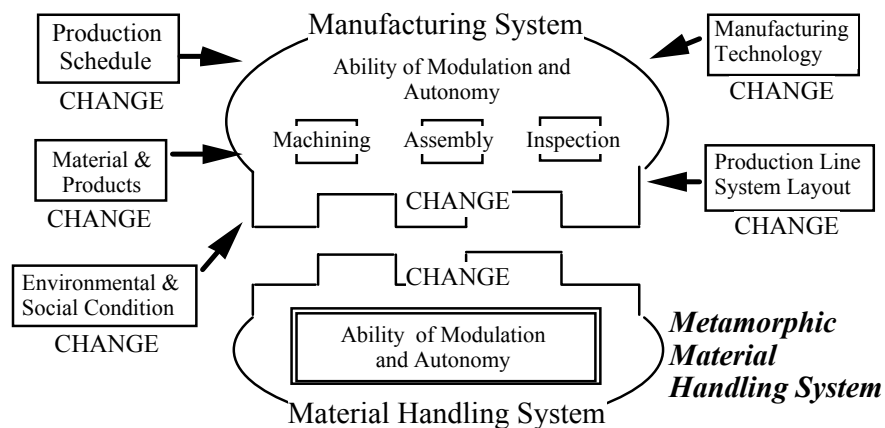 Manufacturing System
Production
Schedule
CHANGE
Manufacturing
Technology
CHANGE
Ability of Modulation and
Autonomy
Machining
Assembly
Inspection
Material &
Products
CHANGE
Production Line
System Layout
CHANGE
CHANGE
Environmental &
Social Condition
CHANGE
CHANGE
Ability of Modulation
and Autonomy
Metamorphic
Material
Handling System
Material Handling System